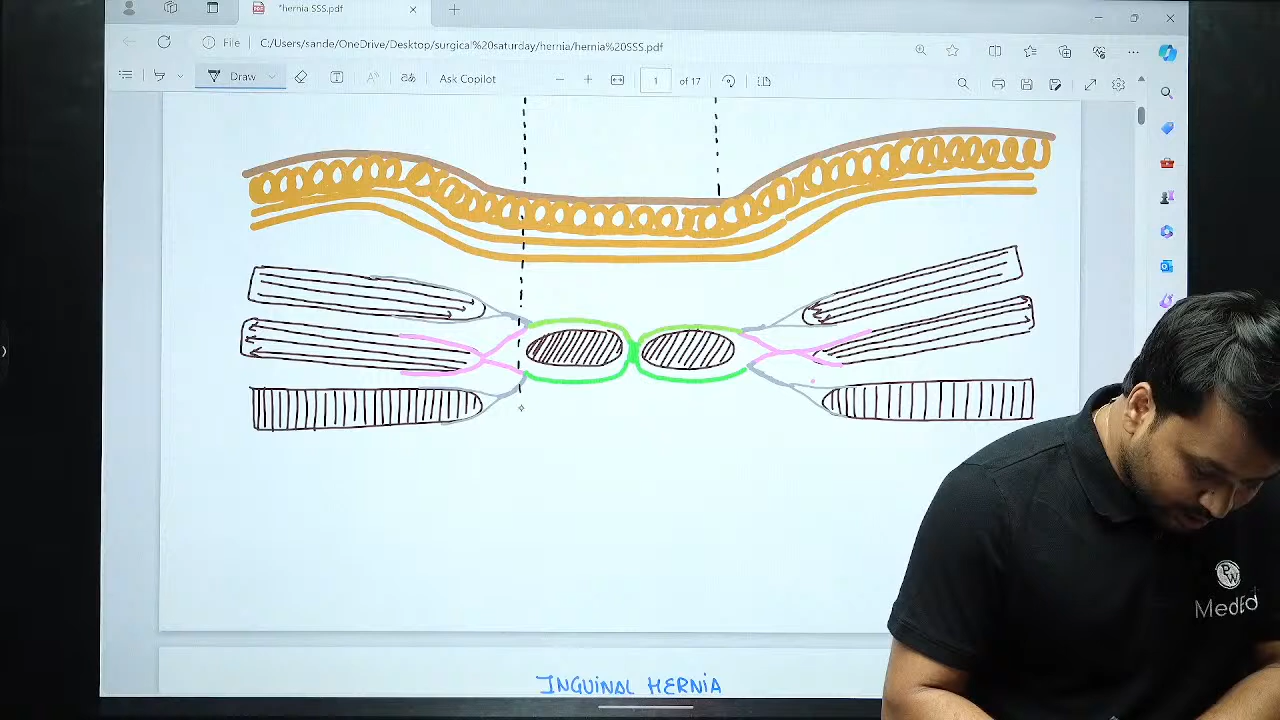 *hernia SSS.pdf
File
C:/Users/sande/OneDrive/Desktop/surgical%20saturday/hernia/hernia%20SSS.pdf
Draw
Ask Copilot
1 of 17
INGUINAL HERNIA
PW
MedEd